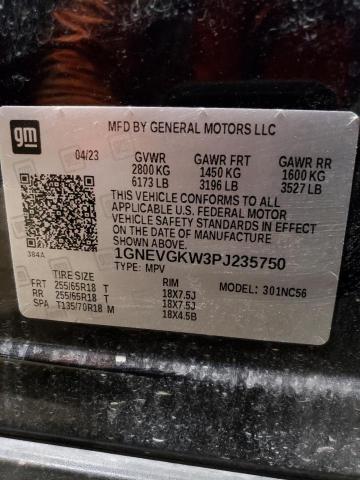 gm
MFD BY GENERAL MOTORS LLC
04/23 GVWR GAWR FRT GAWR RR
2800 KG 1450 KG 1600 KG
6173 LB 3196 LB 3527 LB
THIS VEHICLE CONFORMS TO ALL
APPLICABLE U.S. FEDERAL MOTOR
VEHICLE SAFETY STANDARDS IN EFFECT
ON THE DATE OF MANUFACTURE SHOWN ABOVE.
384A
1GNEVGKW3PJ235750
TYPE: MPV
TIRE SIZE RIM MODEL: 301NC56
FRT 255/65R18 T 18X7.5J
RR 255/65R18 T 18X7.5J
SPA T135/70R18 M 18X4.5B